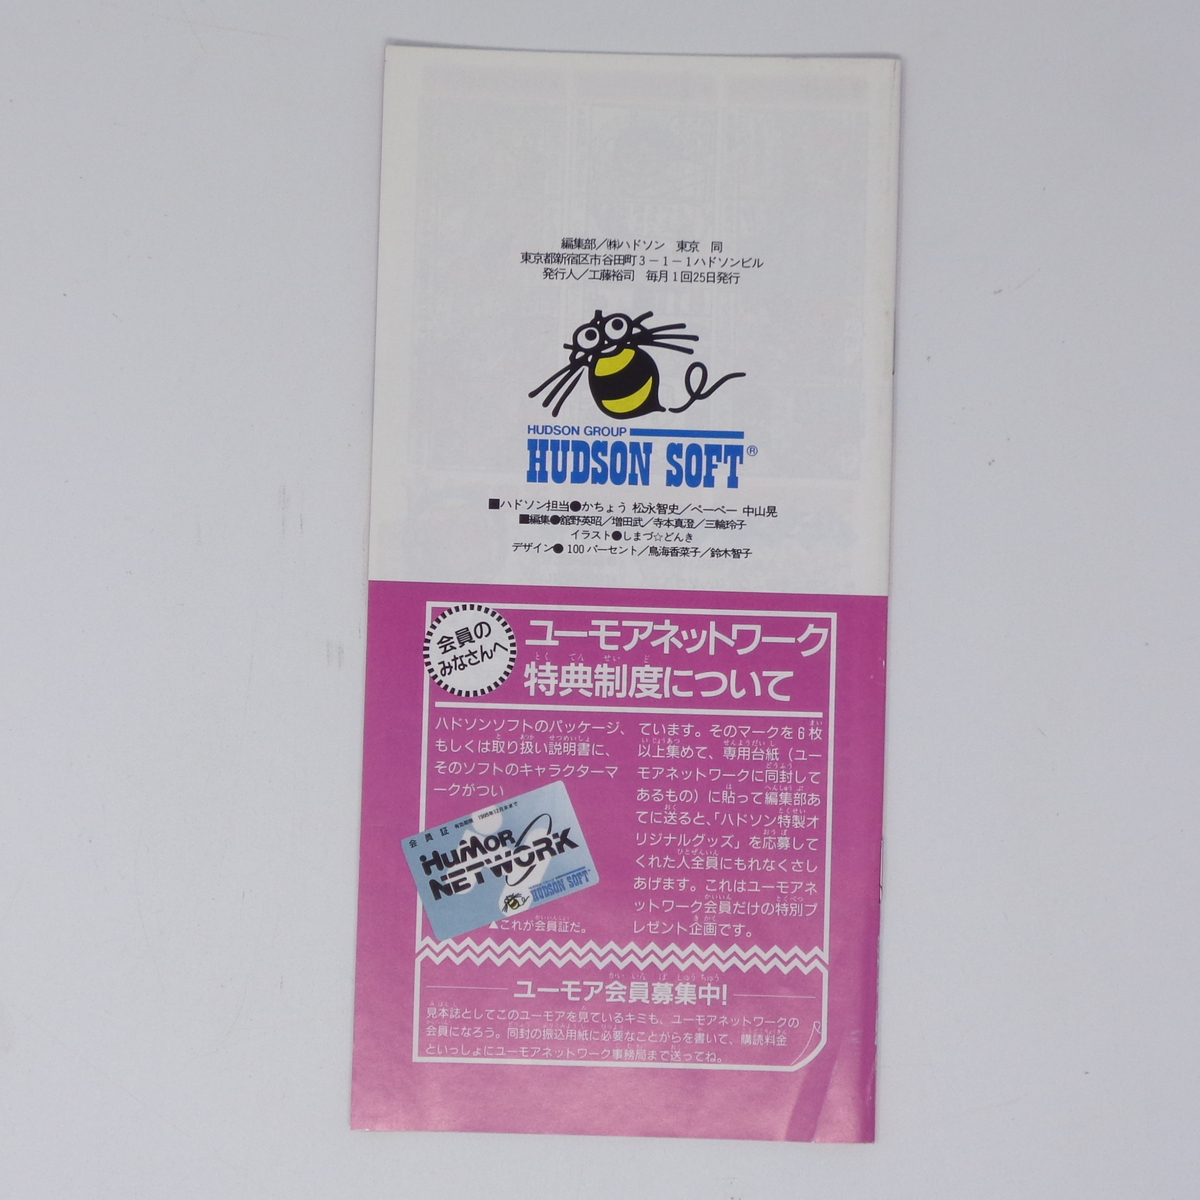 編集部／㈱ハドソン　東京　同
東京都新宿区市谷田町３－１－１ハドソンビル
発行人／工藤裕司　毎月１回25日発行
HUDSON GROUP
HUDSON SOFT®
■ハドソン担当●かちょう 松永智史／ペーペー 中山晃
■編集●舘野英昭／増田武／寺本真澄／三輪玲子
イラスト●しまづ☆どんき
デザイン●100パーセント／鳥海香菜子／鈴木智子
会員の
みなさんへ
ユーモアネットワーク
特典制度について
ハドソンソフトのパッケージ、
もしくは取り扱い説明書に、
そのソフトのキャラクターマ
ークがつい
ています。そのマークを6枚
以上集めて、専用台紙（ユー
モアネットワークに同封して
あるもの）に貼って編集部あ
てに送ると、「ハドソン特製オ
リジナルグッズ」を応募して
くれた人全員にもれなくさし
あげます。これはユーモアネ
ットワーク会員だけの特別プ
レゼント企画です。
会員証 有効期限 1995年12月末まで
HuMOR
NETWORK
HUDSON SOFT
▲これが会員証だ。
ユーモア会員募集中!
見本誌としてこのユーモアを見ているキミも、ユーモアネットワークの
会員になろう。同封の振込用紙に必要なことがらを書いて、購読料金
といっしょにユーモアネットワーク事務局まで送ってね。